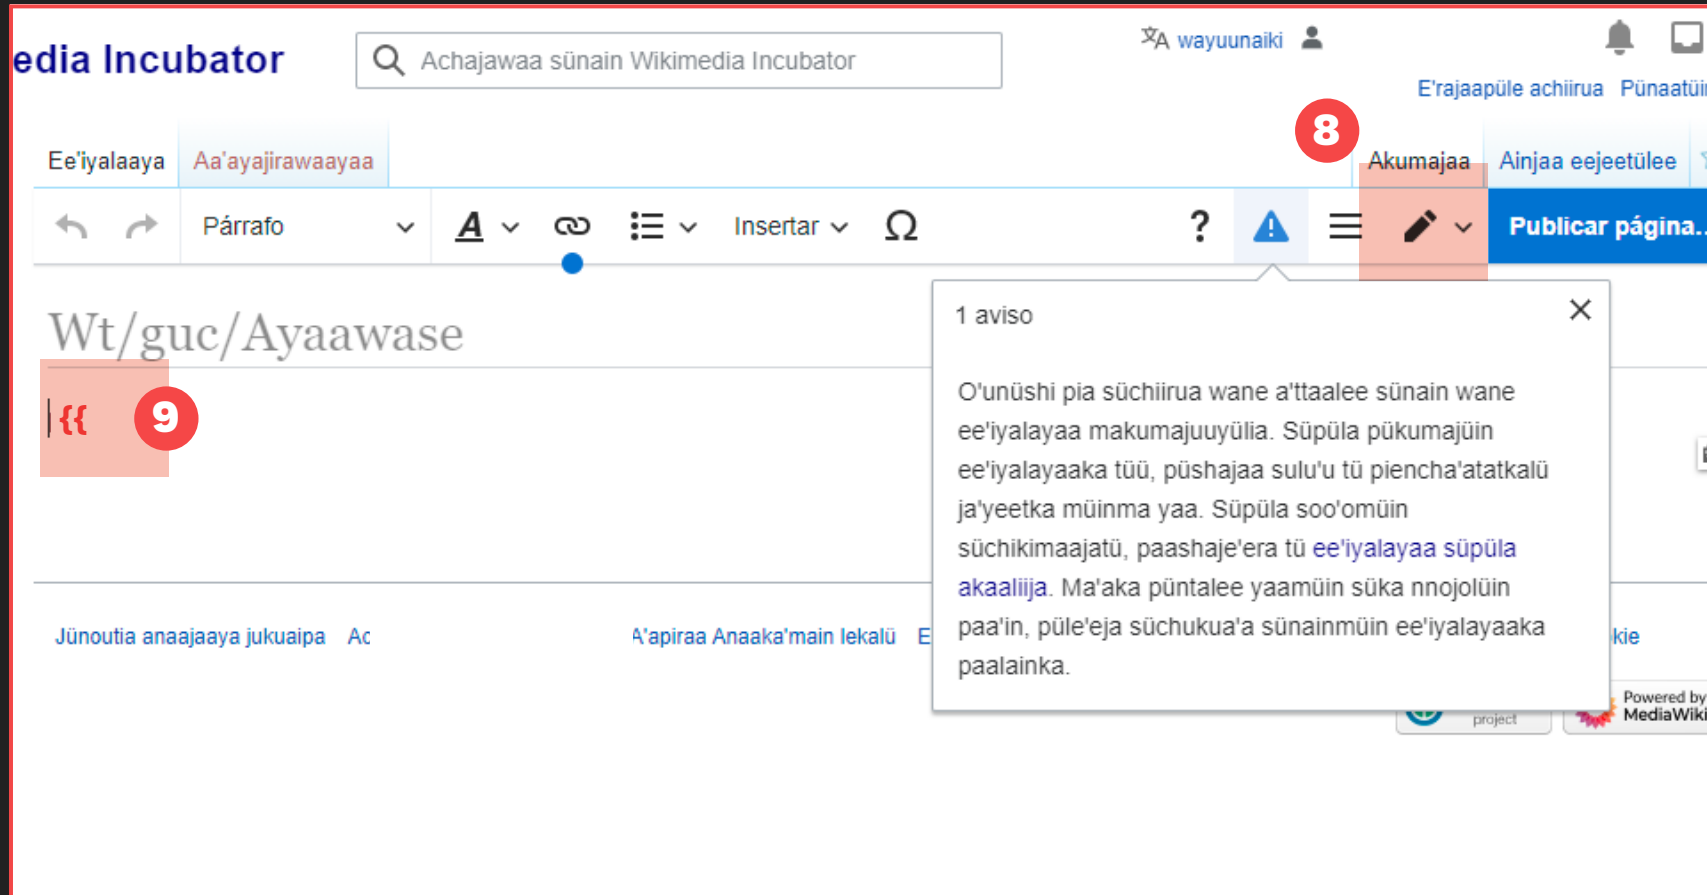 edia Incubator
Achajawaa sünain Wikimedia Incubator
wayuunaiki
E'rajaapüle achiirua
8
Ee'iyalaaya Aa'ayajirawaayaa
Akumajaa Ainjaa eejeetülee
Párrafo
A
Insertar
Ω
?
Publicar página...
Wt/guc/Ayaawase
1 aviso
{{
9
O'unüshi pia süchiirua wane a'ttaalee sünain wane
ee'iyalayaa makumajuuyülia. Süpüla pükumajüin
ee'iyalayaaka tüü, püshajaa sulu'u tü piencha'atatkalü
ja'yeetka müinma yaa. Süpüla soo'omüin
süchikimaajatü, paashaje'era tü ee'iyalayaa süpüla
akaaliija. Ma'aka püntalee yaamüin süka nnojolüin
paa'in, püle'eja süchukua'a sünainmüin ee'iyalayaaka
paalainka.
Jünoutia anaajaaya jukuaipa
A'apiraa Anaaka'main lekalü
kie
project
Powered by
MediaWiki